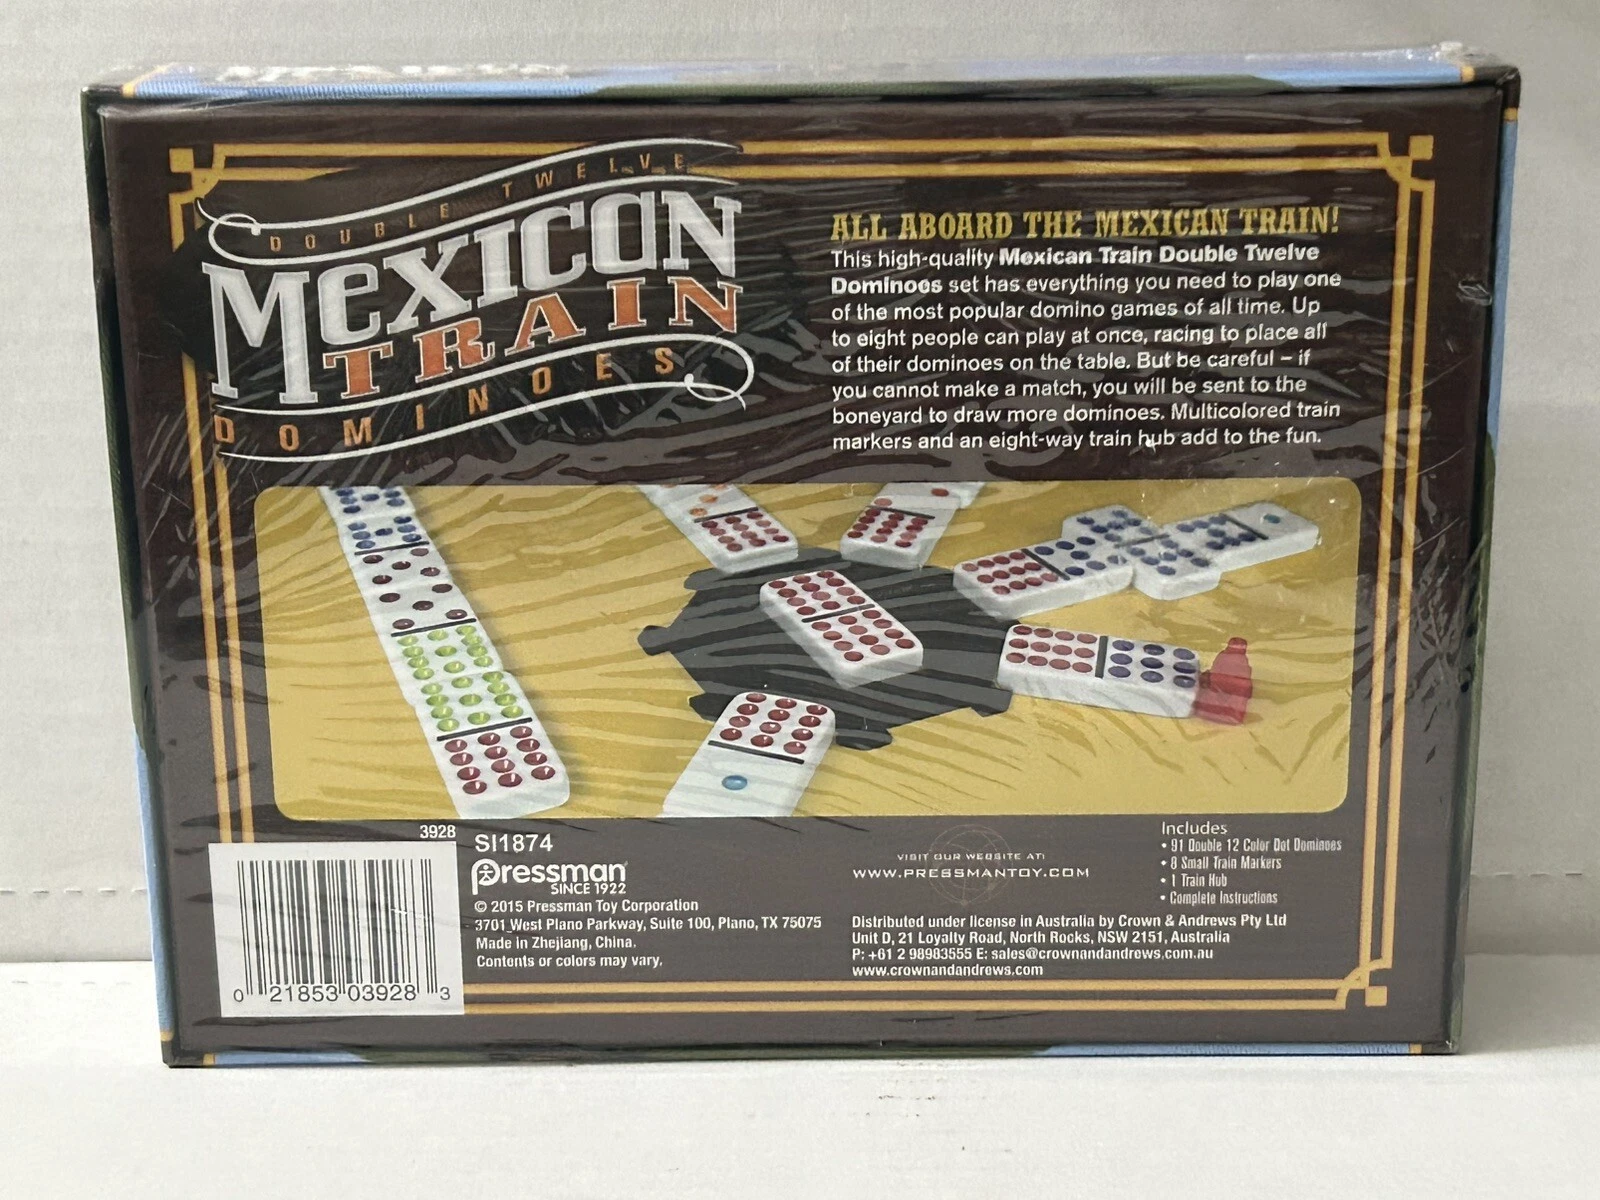 DOUBLE TWELVE
MEXICAN
TRAIN
DOMINOES
ALL ABOARD THE MEXICAN TRAIN!
This high-quality Mexican Train Double Twelve
Dominoes set has everything you need to play one
of the most popular domino games of all time. Up
to eight people can play at once, racing to place all
of their dominoes on the table. But be careful – if
you cannot make a match, you will be sent to the
boneyard to draw more dominoes. Multicolored train
markers and an eight-way train hub add to the fun.
3928
SI1874
Pressman
SINCE 1922
© 2015 Pressman Toy Corporation
3701 West Plano Parkway, Suite 100, Plano, TX 75075
Made in Zhejiang, China.
Contents or colors may vary.
0 21853 03928 3
VISIT OUR WEBSITE AT:
WWW.PRESSMANTOY.COM
Distributed under license in Australia by Crown & Andrews Pty Ltd
Unit D, 21 Loyalty Road, North Rocks, NSW 2151, Australia
P: +61 2 98983555 E: sales@crownandandrews.com.au
www.crownandandrews.com
Includes
• 91 Double 12 Color Dot Dominoes
• 8 Small Train Markers
• 1 Train Hub
• Complete Instructions